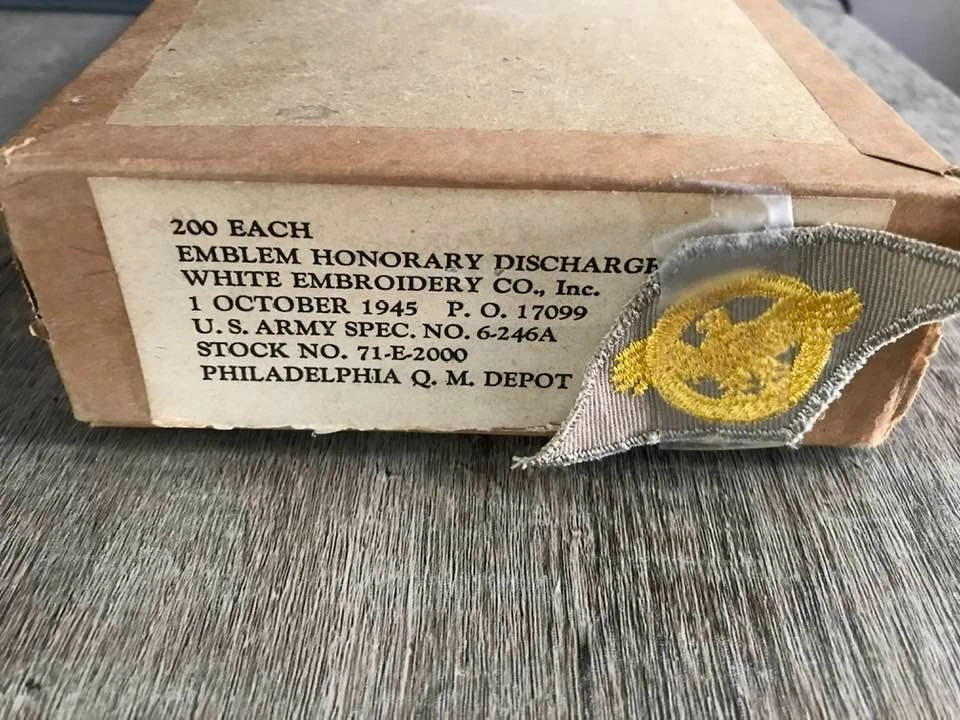 200 EACH
EMBLEM HONORARY DISCHARGE
WHITE EMBROIDERY CO., Inc.
1 OCTOBER 1945 P. O. 17099
U. S. ARMY SPEC. NO. 6-246A
STOCK NO. 71-E-2000
PHILADELPHIA Q. M. DEPOT